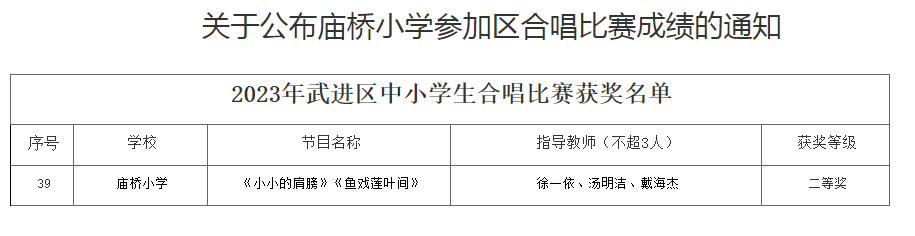 关于公布庙桥小学参加区合唱比赛成绩的通知
2023年武进区中小学生合唱比赛获奖名单
序号 学校 节目名称 指导教师（不超3人） 获奖等级
39 庙桥小学 《小小的肩膀》《鱼戏莲叶间》 徐一依、汤明洁、戴海杰 二等奖